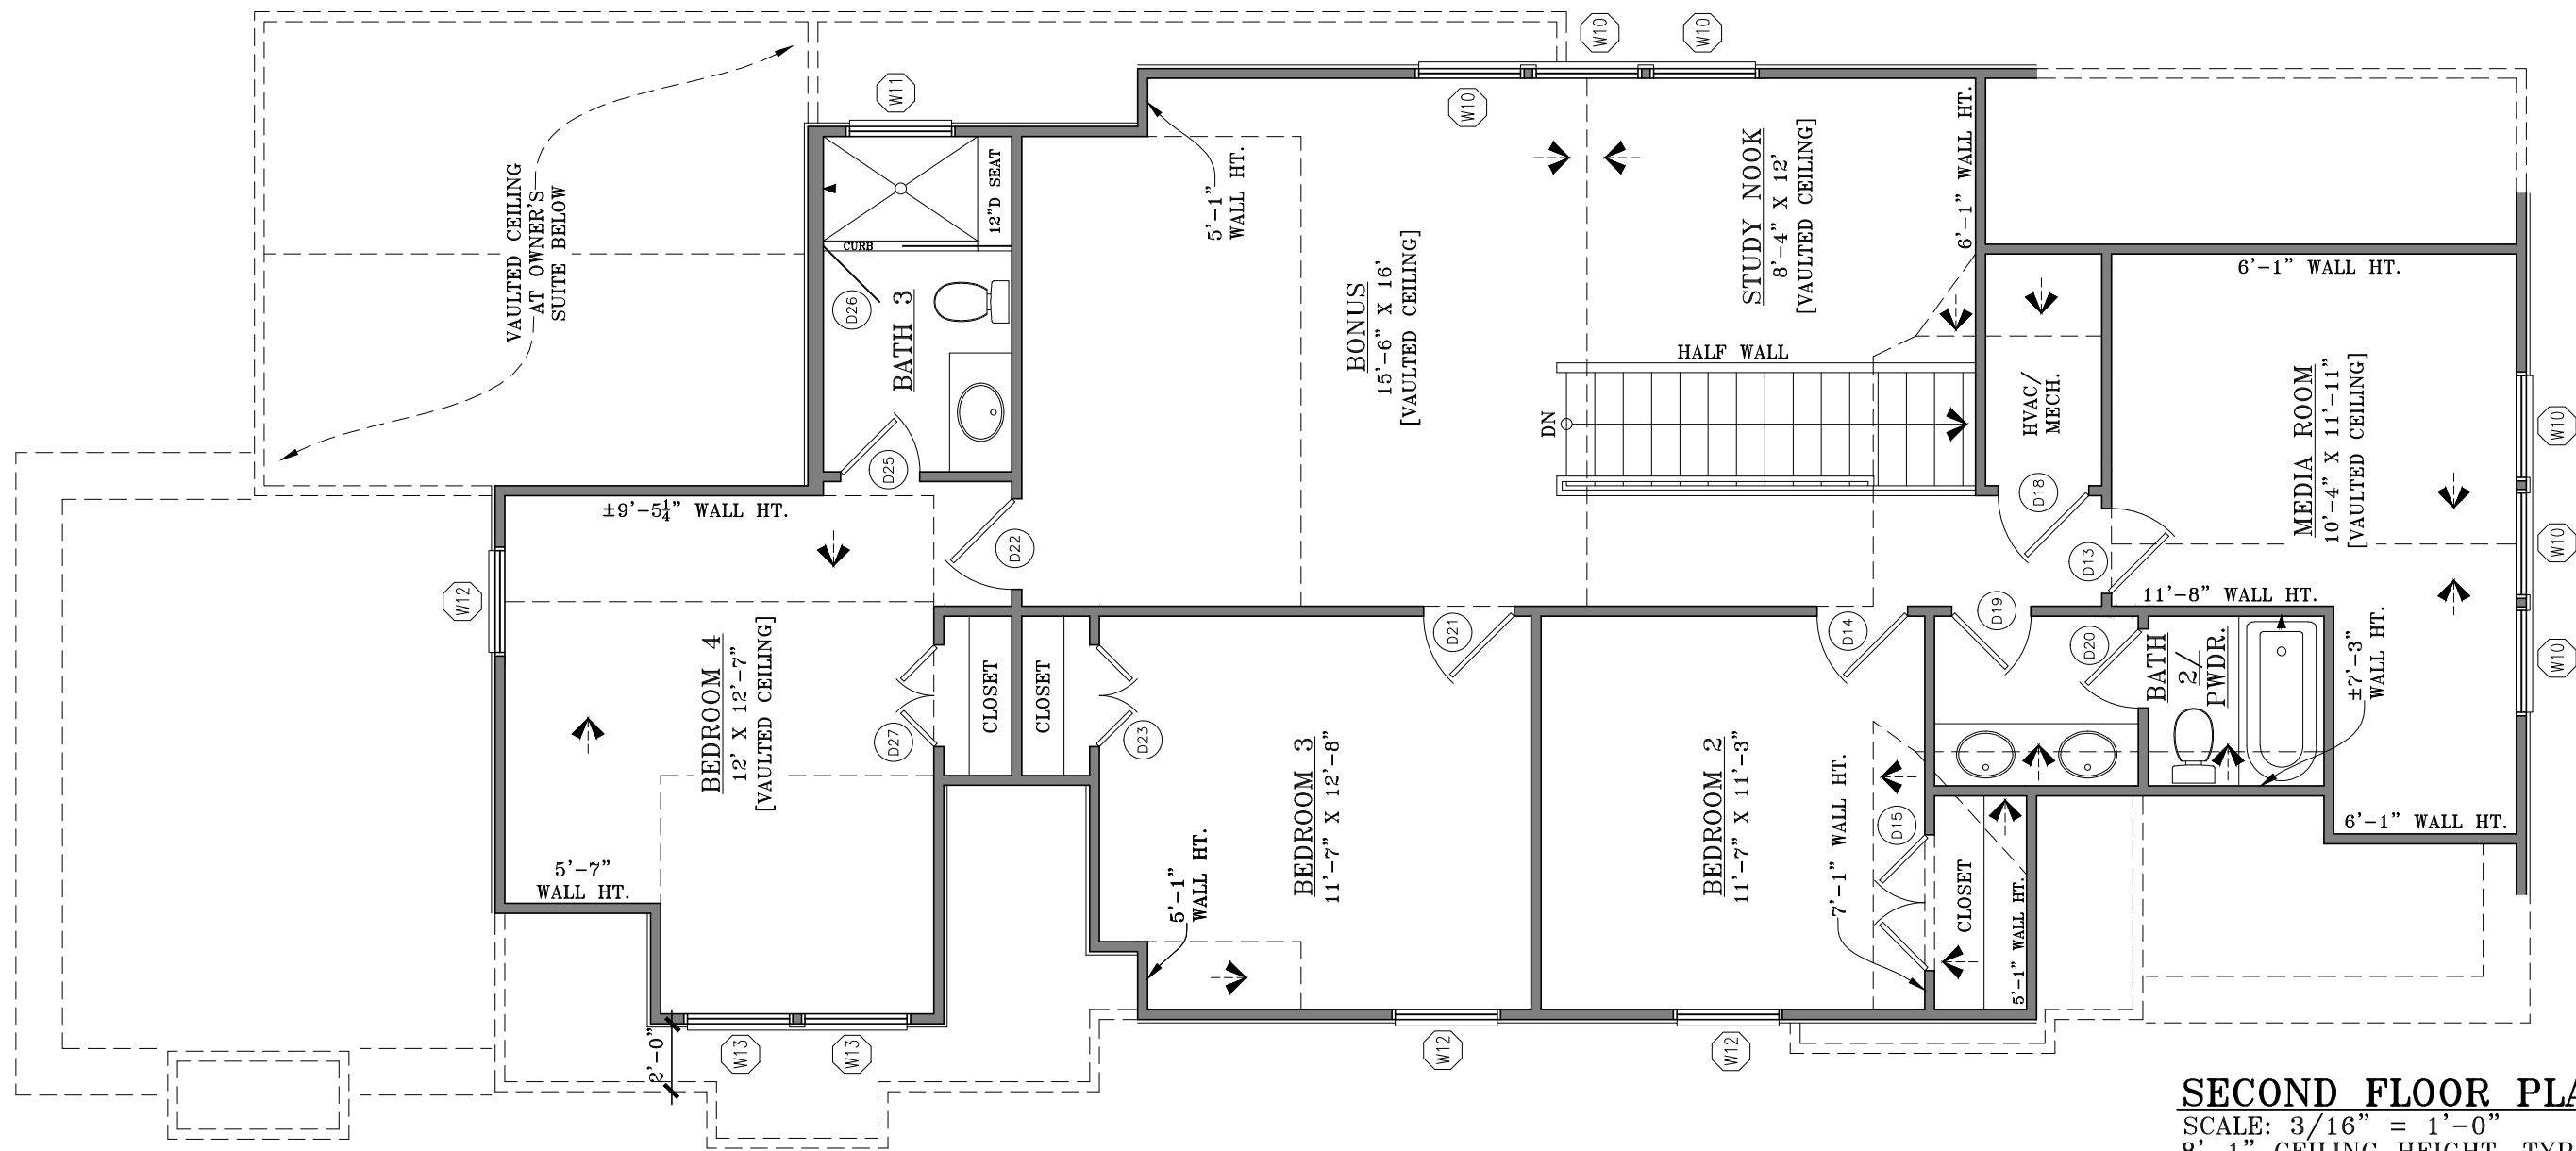 VAULTED CEILING
AT OWNER'S
SUITE BELOW
W11
W10
W10
W10
12"D SEAT
CURB
D26
BATH 3
D25
5'-1"
WALL HT.
BONUS
15'-6" X 16'
[VAULTED CEILING]
STUDY NOOK
8'-4" X 12'
[VAULTED CEILING]
6'-1" WALL HT.
HALF WALL
DN
HVAC/
MECH.
D18
6'-1" WALL HT.
MEDIA ROOM
10'-4" X 11'-11"
[VAULTED CEILING]
W10
W10
W10
±9'-5¼" WALL HT.
D22
W12
BEDROOM 4
12' X 12'-7"
[VAULTED CEILING]
D27
CLOSET
CLOSET
D23
D21
D14
D19
D13
11'-8" WALL HT.
D20
BATH
2/
PWDR.
±7'-3"
WALL HT.
5'-7"
WALL HT.
5'-1"
WALL HT.
BEDROOM 3
11'-7" X 12'-8"
BEDROOM 2
11'-7" X 11'-3"
7'-1" WALL HT.
D15
CLOSET
5'-1" WALL HT.
6'-1" WALL HT.
2'-0"
W13
W13
W12
W12
SECOND FLOOR PLA
SCALE: 3/16" = 1'-0"
8'-1" CEILING HEIGHT, TYP